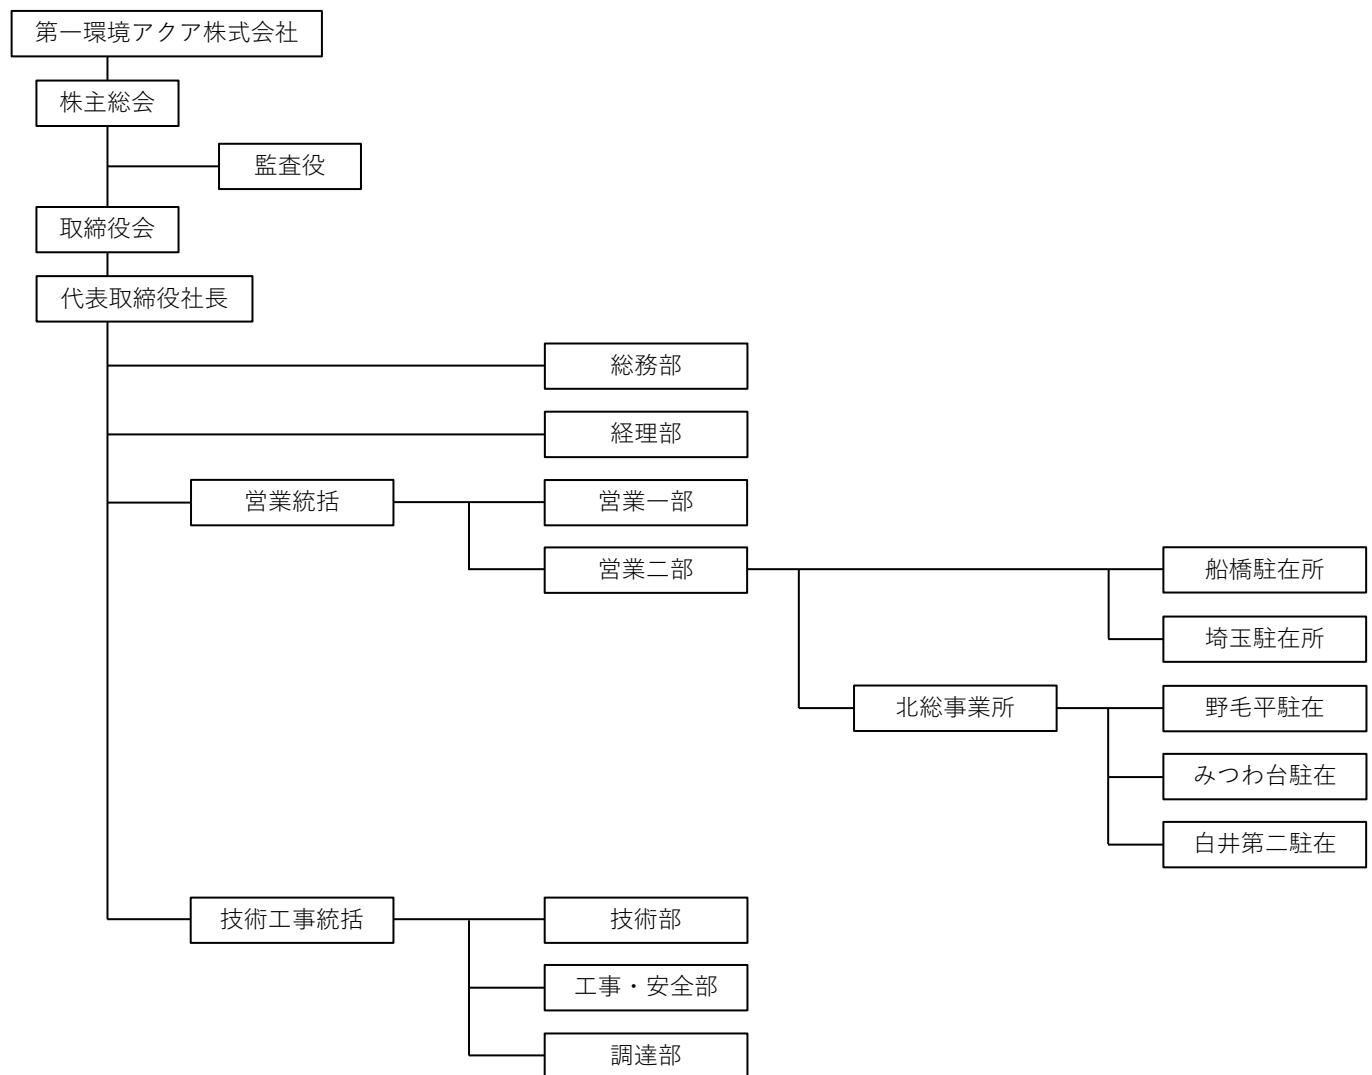 第一環境アクア株式会社
株主総会
監査役
取締役会
代表取締役社長
総務部
経理部
営業統括
営業一部
営業二部
船橋駐在所
埼玉駐在所
北総事業所
野毛平駐在
みつわ台駐在
白井第二駐在
技術工事統括
技術部
工事・安全部
調達部